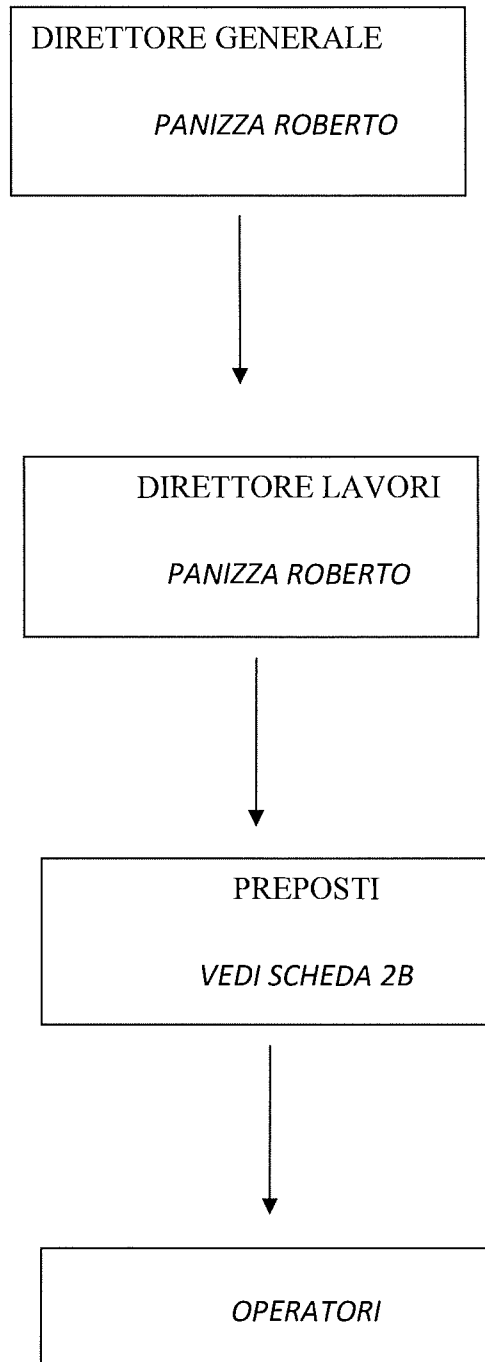 DIRETTORE GENERALE
PANIZZA ROBERTO
DIRETTORE LAVORI
PANIZZA ROBERTO
PREPOSTI
VEDI SCHEDA 2B
OPERATORI